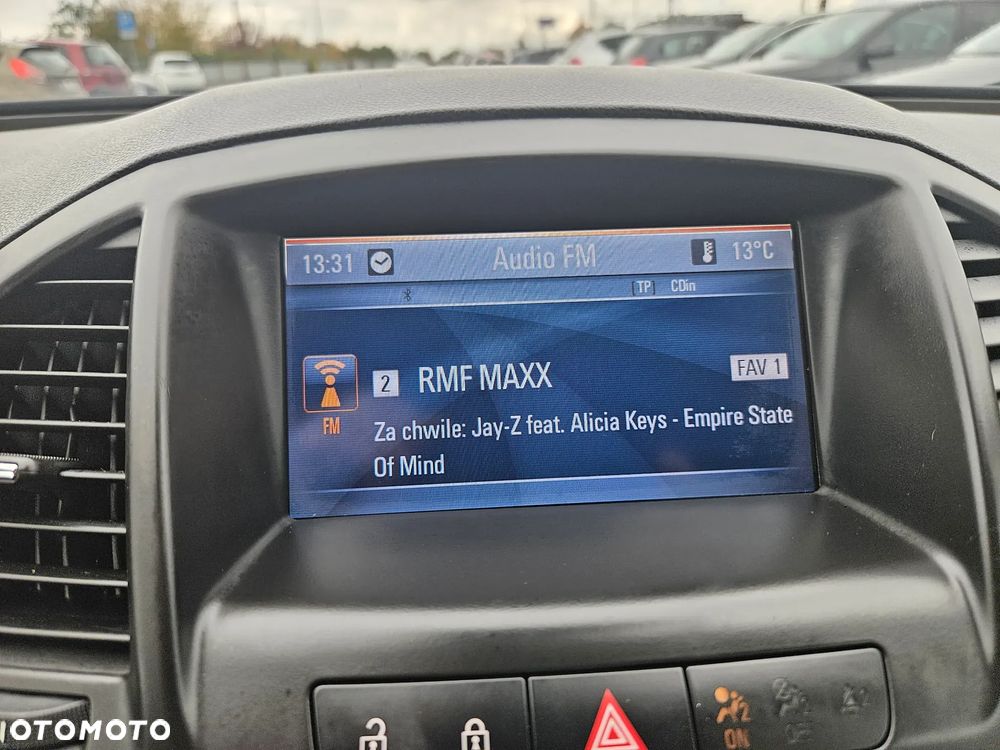 13:31 Audio FM 13°C
[TP] CDin
2 RMF MAXX FAV 1
FM
Za chwile: Jay-Z feat. Alicia Keys - Empire State
Of Mind
2 ON
OTOMOTO